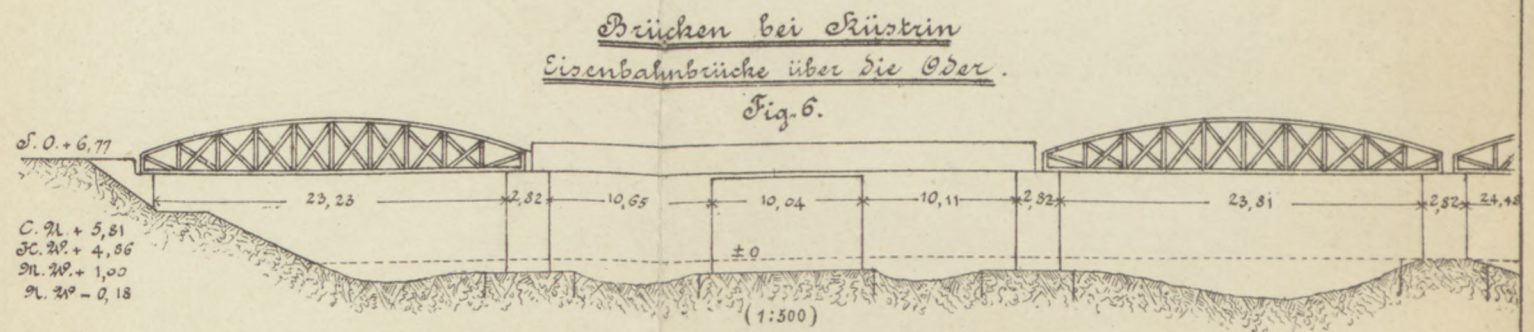 Brücken bei Küstrin
Eisenbahnbrücke über die Oder.
Fig. 6.
S. O. + 6,77
23,23 2,82 10,65 10,04 10,11 2,82 23,81 2,82 24,48
C. U. + 5,81
H. W. + 4,86
M. W. + 1,00
N. W - 0,18
± 0
(1:500)